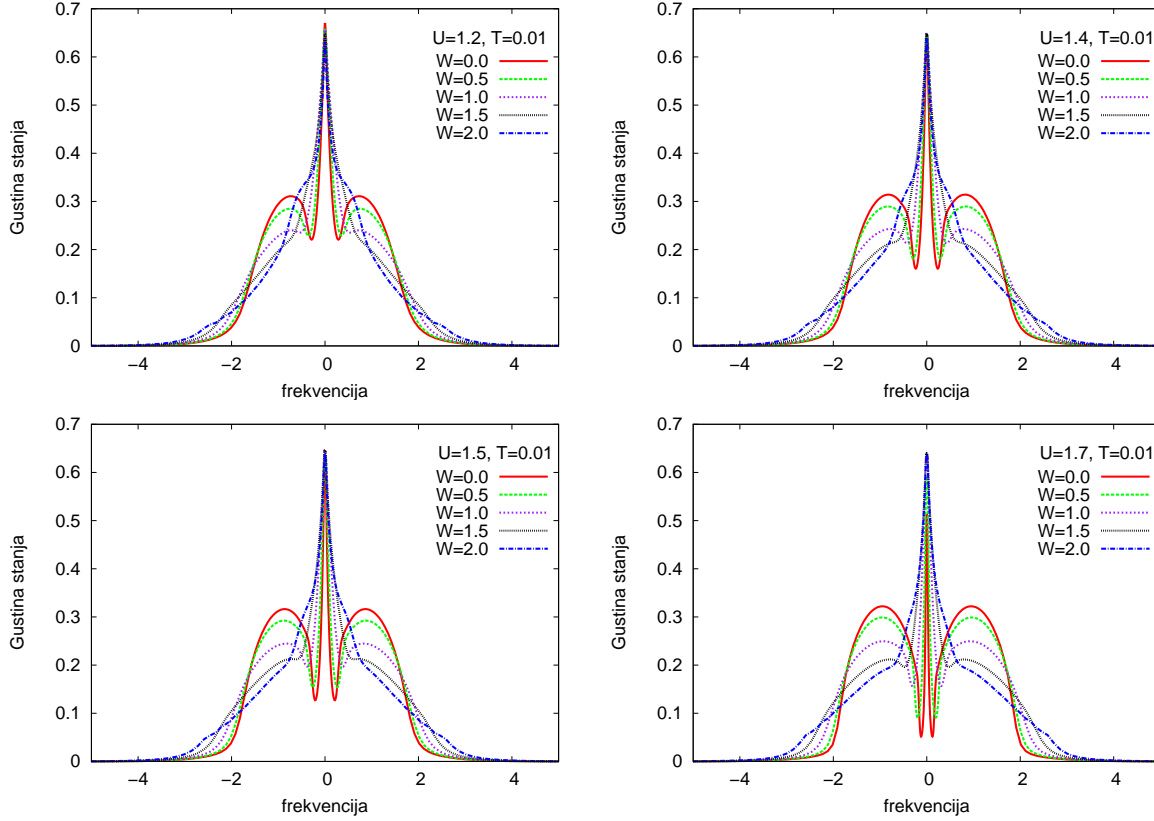 0.7
0.6
0.5
0.4
0.3
0.2
0.1
0
Gustina stanja
−4
−2
0
2
4
frekvencija
U=1.2, T=0.01
W=0.0
W=0.5
W=1.0
W=1.5
W=2.0
0.7
0.6
0.5
0.4
0.3
0.2
0.1
0
Gustina stanja
−4
−2
0
2
4
frekvencija
U=1.4, T=0.01
W=0.0
W=0.5
W=1.0
W=1.5
W=2.0
0.7
0.6
0.5
0.4
0.3
0.2
0.1
0
Gustina stanja
−4
−2
0
2
4
frekvencija
U=1.5, T=0.01
W=0.0
W=0.5
W=1.0
W=1.5
W=2.0
0.7
0.6
0.5
0.4
0.3
0.2
0.1
0
Gustina stanja
−4
−2
0
2
4
frekvencija
U=1.7, T=0.01
W=0.0
W=0.5
W=1.0
W=1.5
W=2.0